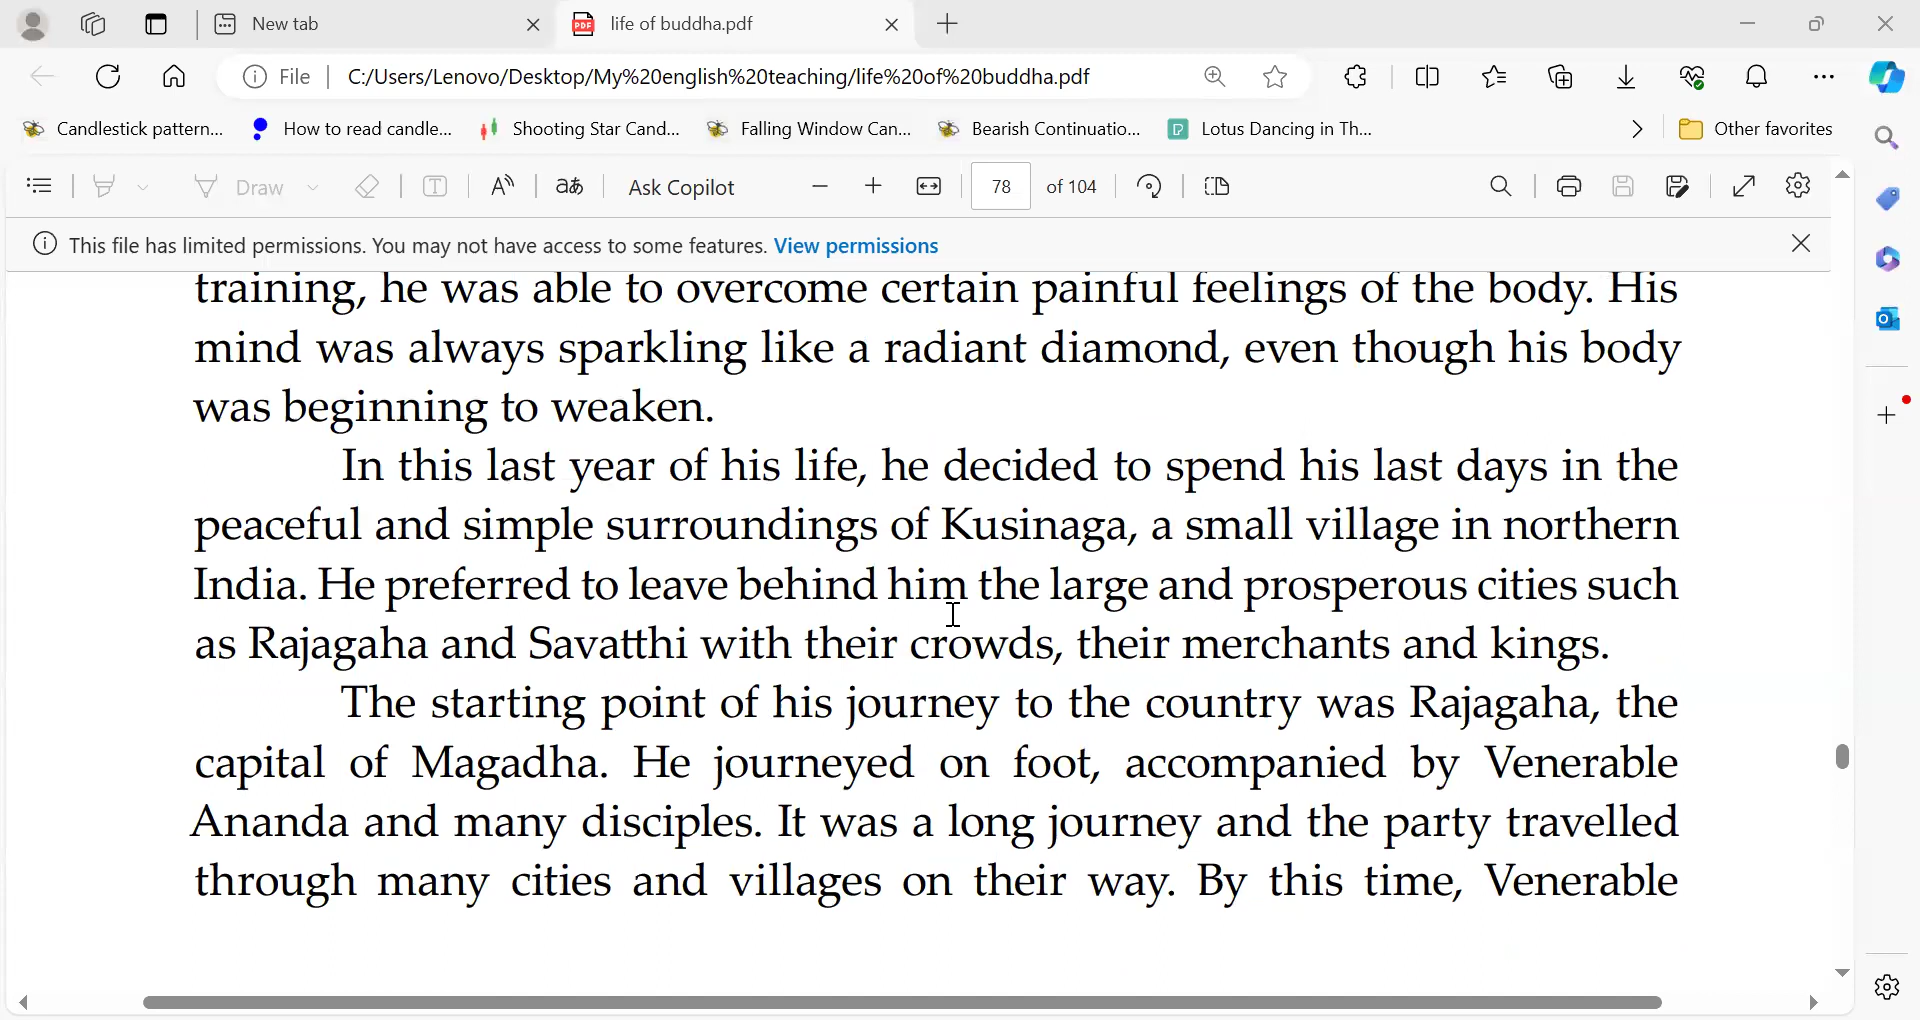 New tab
life of buddha.pdf
File
C:/Users/Lenovo/Desktop/My%20english%20teaching/life%20of%20buddha.pdf
Candlestick pattern...
How to read candle...
Shooting Star Cand...
Falling Window Can...
Bearish Continuatio...
Lotus Dancing in Th...
Other favorites
Draw
Ask Copilot
78 of 104
This file has limited permissions. You may not have access to some features. View permissions
training, he was able to overcome certain painful feelings of the body. His
mind was always sparkling like a radiant diamond, even though his body
was beginning to weaken.
In this last year of his life, he decided to spend his last days in the
peaceful and simple surroundings of Kusinaga, a small village in northern
India. He preferred to leave behind him the large and prosperous cities such
as Rajagaha and Savatthi with their crowds, their merchants and kings.
The starting point of his journey to the country was Rajagaha, the
capital of Magadha. He journeyed on foot, accompanied by Venerable
Ananda and many disciples. It was a long journey and the party travelled
through many cities and villages on their way. By this time, Venerable